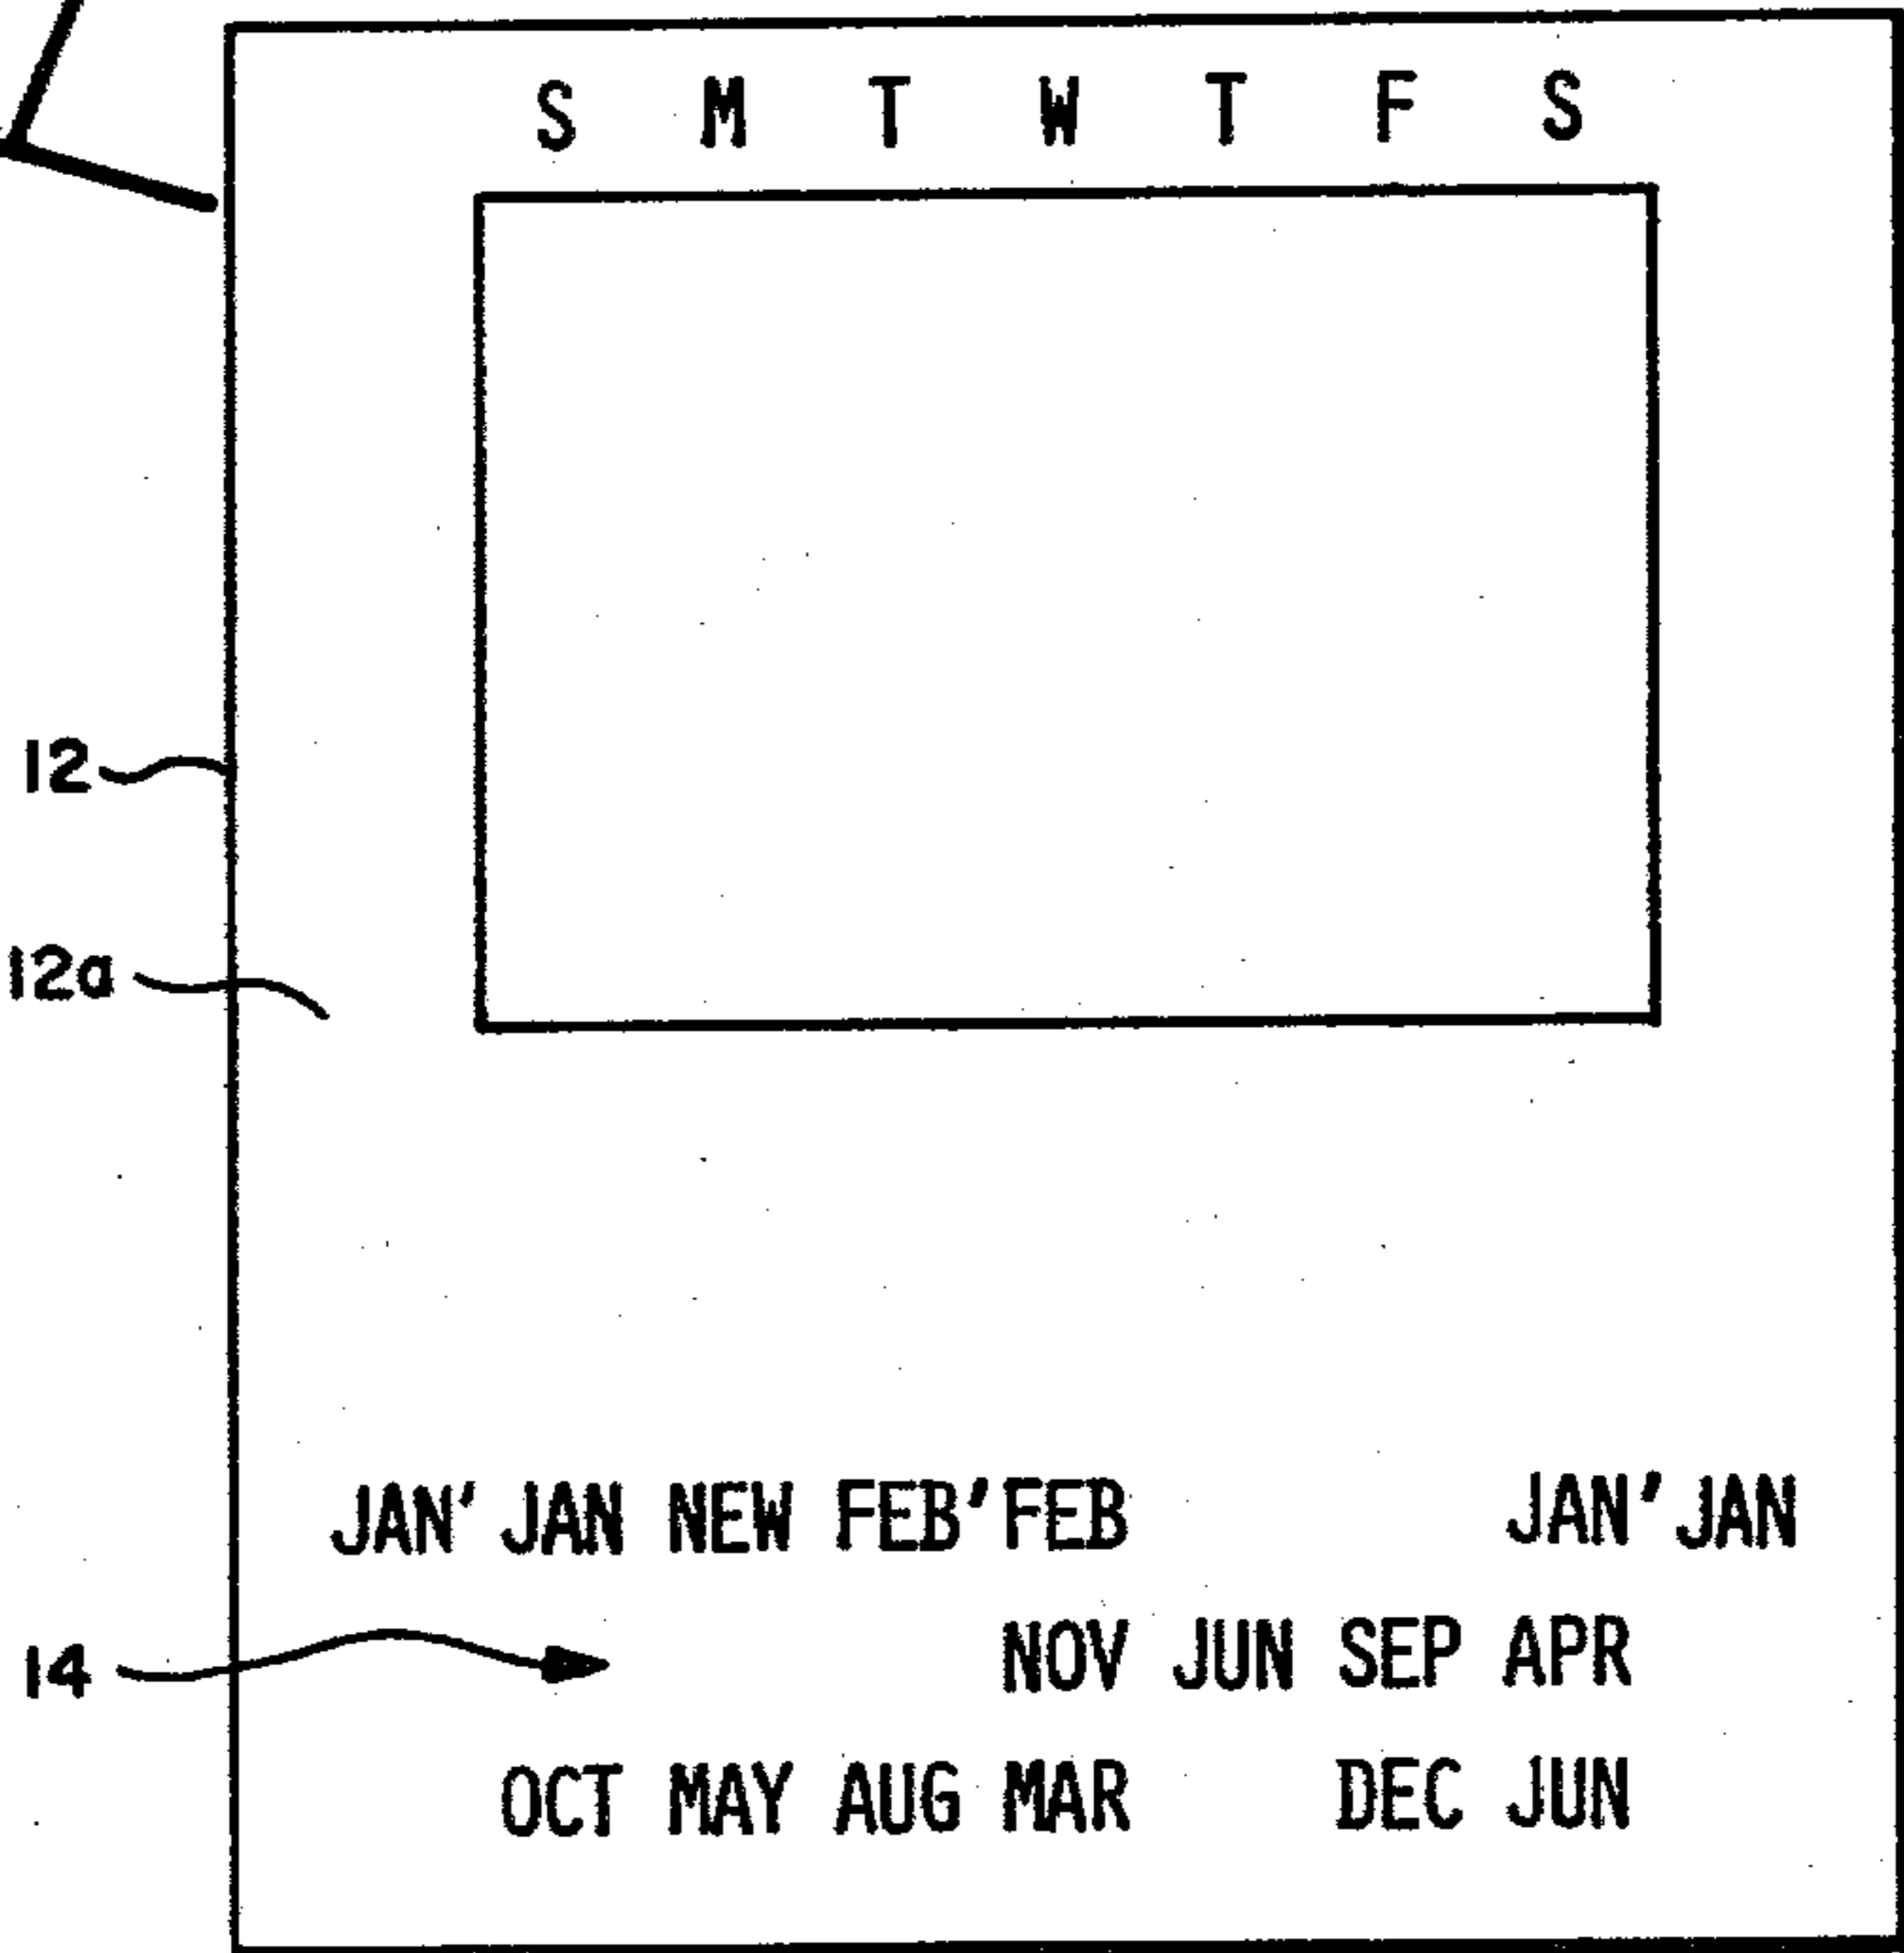 S M T W T F S
12
12a
JAN' JAN NEW FEB' FEB JAN' JAN
14 NOV JUN SEP APR
OCT MAY AUG MAR DEC JUN